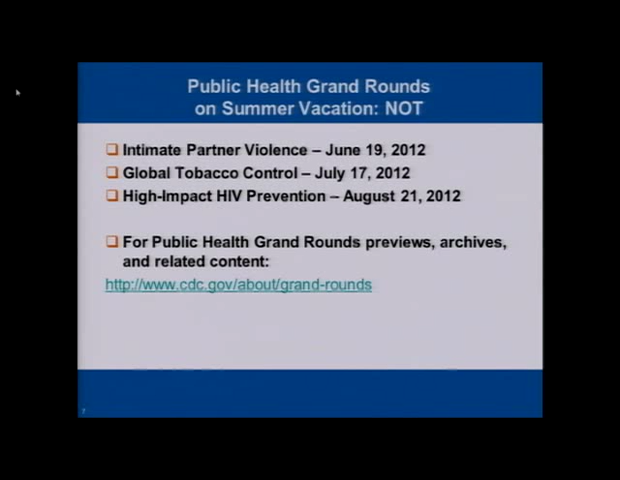 Public Health Grand Rounds
on Summer Vacation: NOT
Intimate Partner Violence – June 19, 2012
Global Tobacco Control – July 17, 2012
High-Impact HIV Prevention – August 21, 2012
For Public Health Grand Rounds previews, archives,
and related content:
http://www.cdc.gov/about/grand-rounds